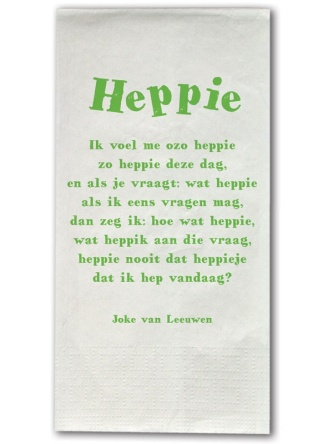 Heppie
Ik voel me ozo heppie
zo heppie deze dag,
en als je vraagt: wat heppie
als ik eens vragen mag,
dan zeg ik: hoe wat heppie,
wat heppik aan die vraag,
heppie nooit dat heppieje
dat ik hep vandaag?
Joke van Leeuwen